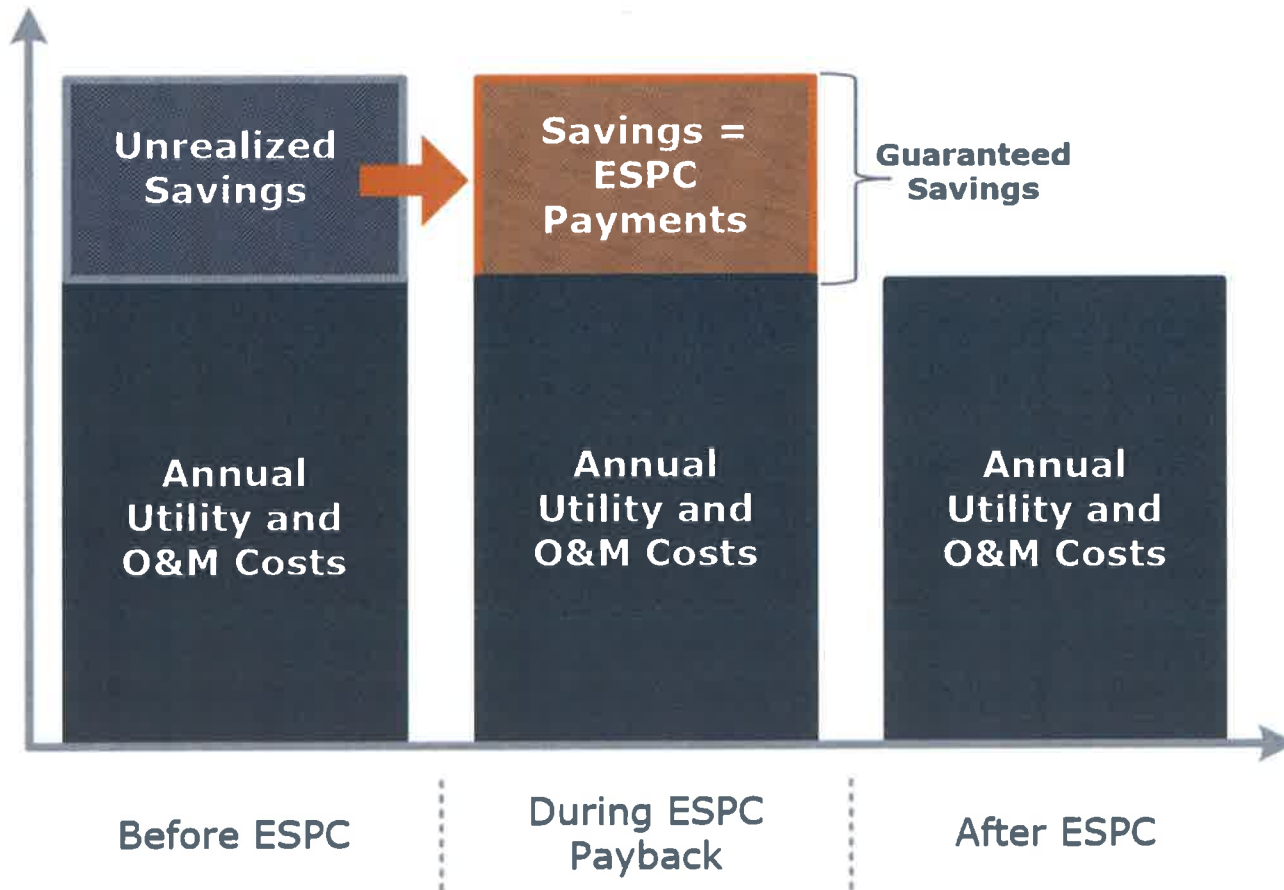 Unrealized
Savings
Savings =
ESPC
Payments
Guaranteed
Savings
Annual
Utility and
O&M Costs
Annual
Utility and
O&M Costs
Annual
Utility and
O&M Costs
Before ESPC
During ESPC
Payback
After ESPC